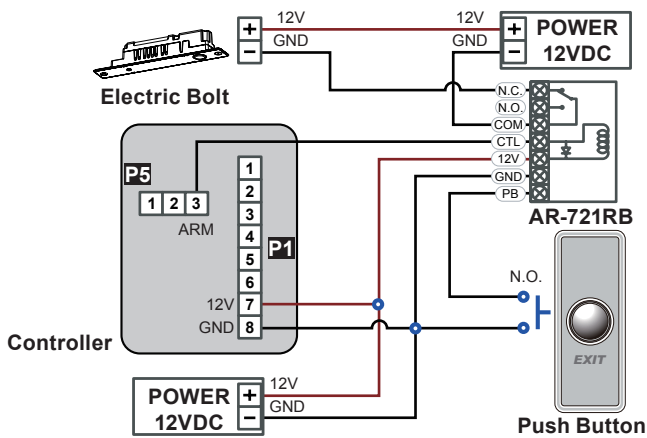 12V
GND
+
−
Electric Bolt
12V
GND
+
−
POWER
12VDC
N.C.
N.O.
COM
CTL
12V
GND
PB
AR-721RB
P5
1 2 3
ARM
1
2
3
4
5
6
7
8
P1
12V
GND
Controller
POWER
12VDC
+
−
12V
GND
N.O.
EXIT
Push Button